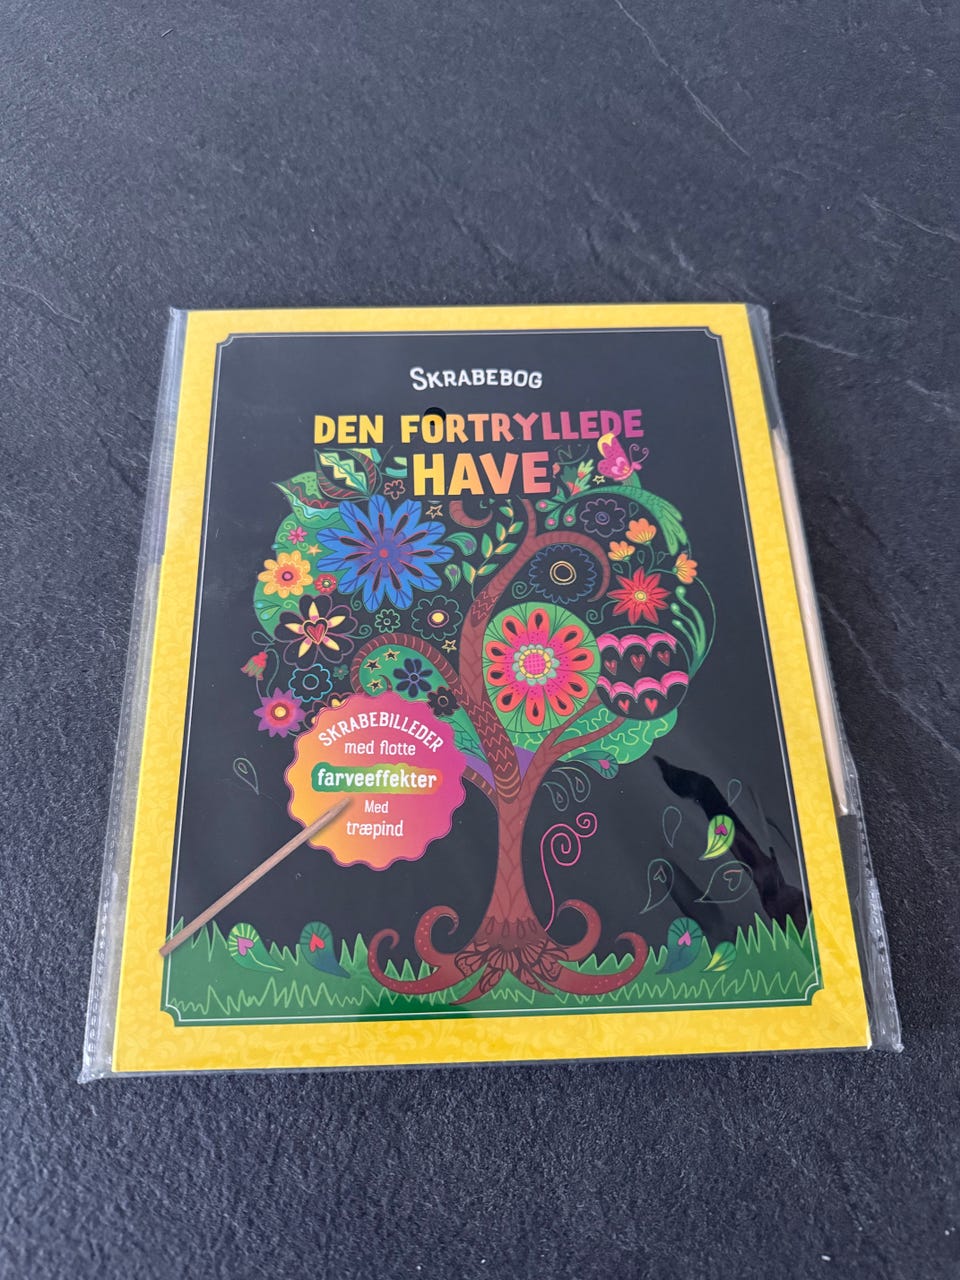 SKRABEBOG
DEN FORTRYLLEDE
HAVE
SKRABEBILLEDER
med flotte
farveeffekter
Med
træpind